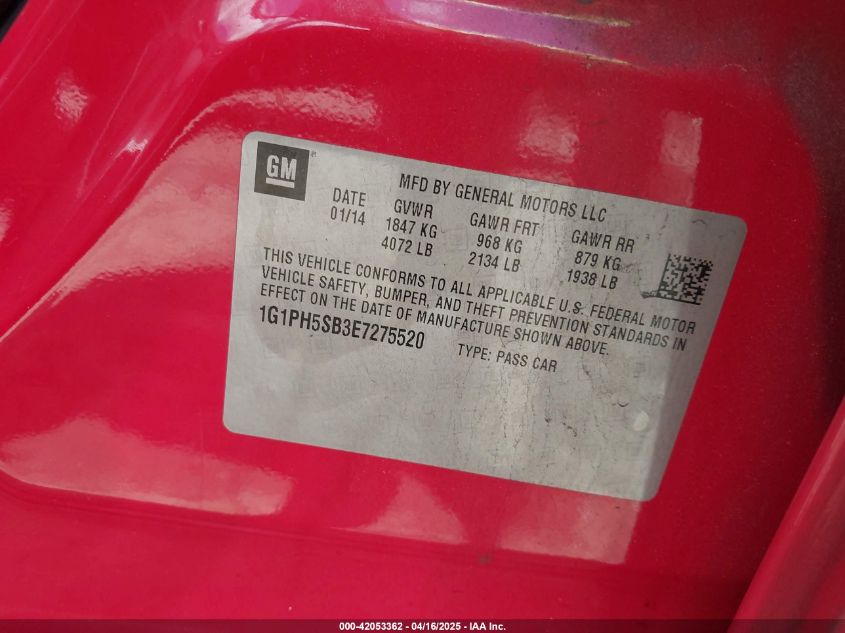 GM ®
MFD BY GENERAL MOTORS LLC
DATE GVWR GAWR FRT GAWR RR
01/14 1847 KG 968 KG 879 KG
4072 LB 2134 LB 1938 LB
THIS VEHICLE CONFORMS TO ALL APPLICABLE U.S. FEDERAL MOTOR
VEHICLE SAFETY, BUMPER, AND THEFT PREVENTION STANDARDS IN
EFFECT ON THE DATE OF MANUFACTURE SHOWN ABOVE.
1G1PH5SB3E7275520 TYPE: PASS CAR
000-42053362 - 04/16/2025 - IAA Inc.